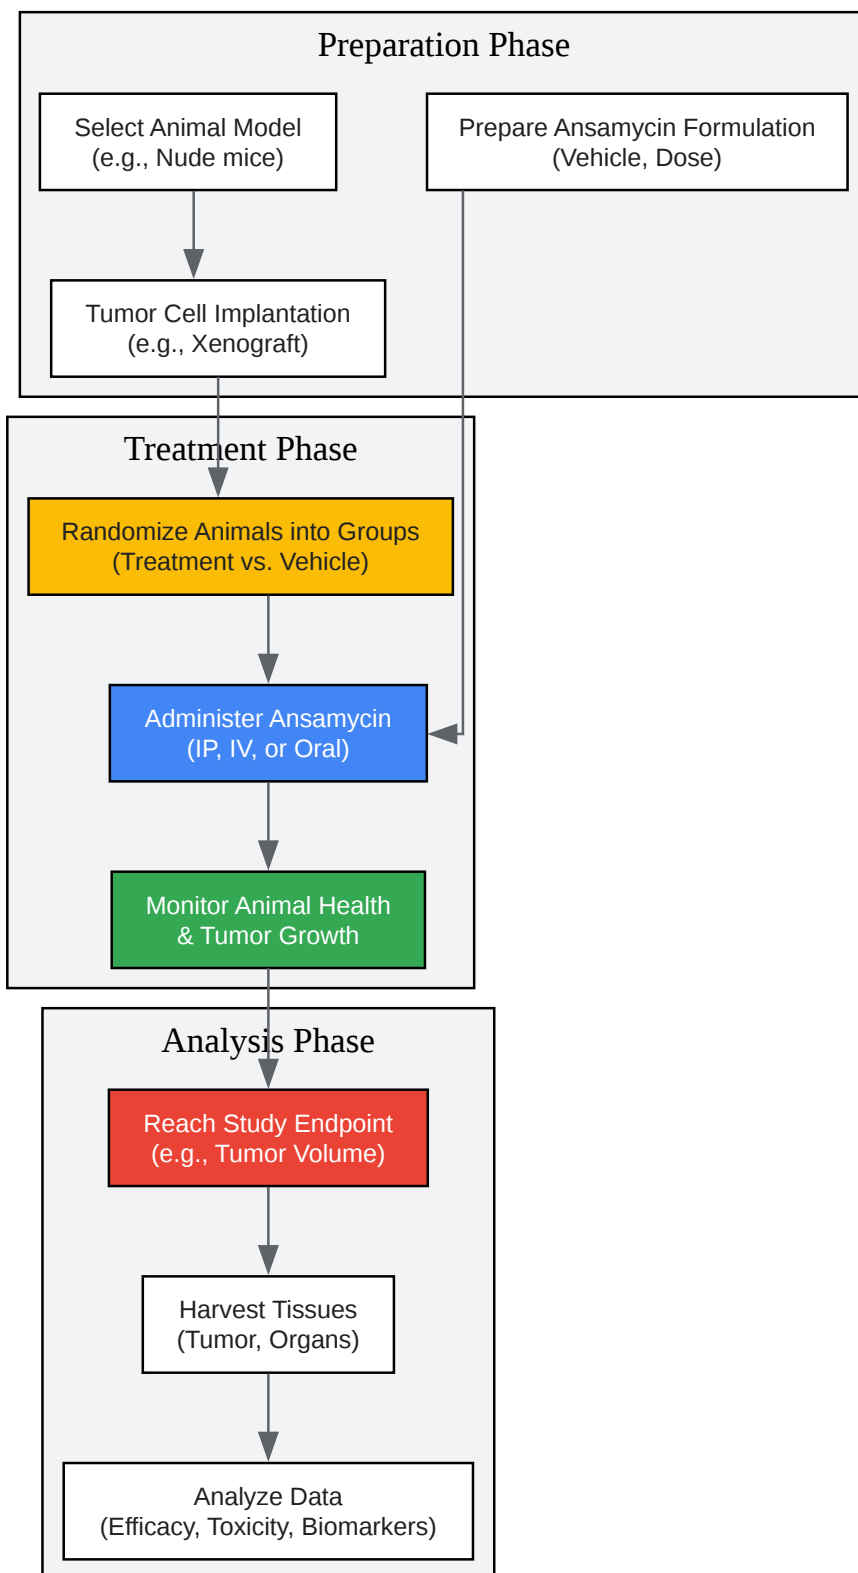 Preparation Phase
Select Animal Model
(e.g., Nude mice)
Prepare Ansamycin Formulation
(Vehicle, Dose)
Tumor Cell Implantation
(e.g., Xenograft)
Treatment Phase
Randomize Animals into Groups
(Treatment vs. Vehicle)
Administer Ansamycin
(IP, IV, or Oral)
Monitor Animal Health
& Tumor Growth
Analysis Phase
Reach Study Endpoint
(e.g., Tumor Volume)
Harvest Tissues
(Tumor, Organs)
Analyze Data
(Efficacy, Toxicity, Biomarkers)